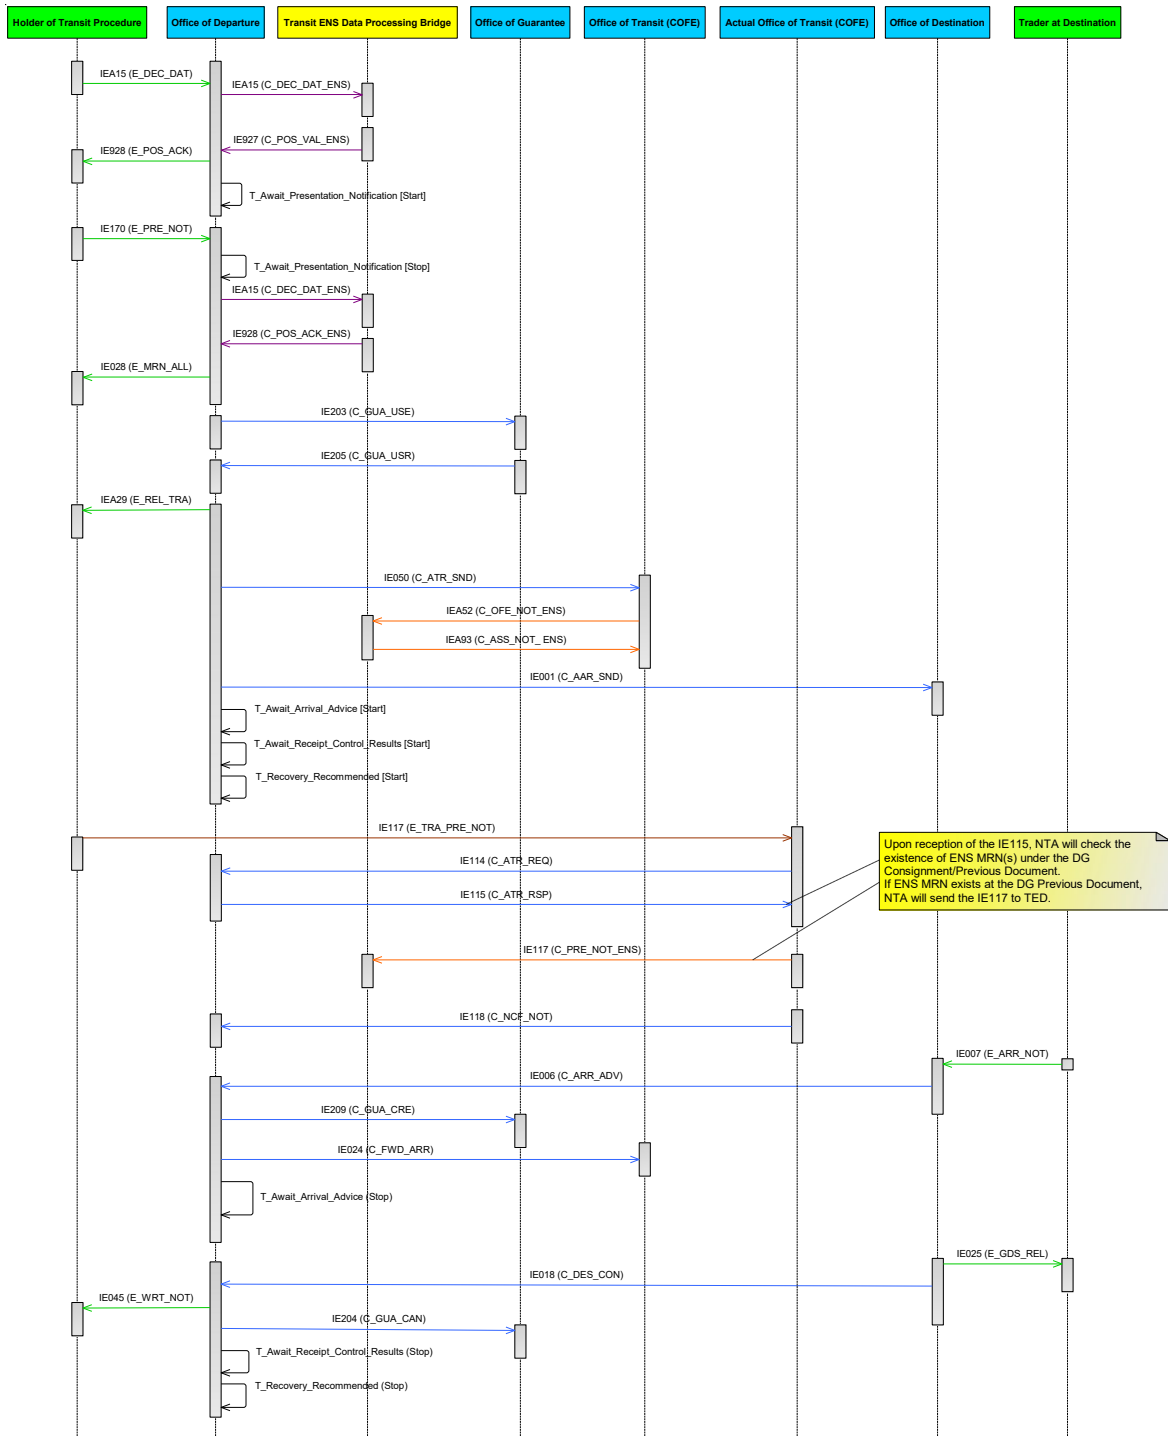 Holder of Transit Procedure
Office of Departure
Transit ENS Data Processing Bridge
Office of Guarantee
Office of Transit (COFE)
Actual Office of Transit (COFE)
Office of Destination
Trader at Destination
IEA15 (E_DEC_DAT)
IEA15 (C_DEC_DAT_ENS)
IE927 (C_POS_VAL_ENS)
IE928 (E_POS_ACK)
T_Await_Presentation_Notification [Start]
IE170 (E_PRE_NOT)
T_Await_Presentation_Notification [Stop]
IEA15 (C_DEC_DAT_ENS)
IE928 (C_POS_ACK_ENS)
IE028 (E_MRN_ALL)
IE203 (C_GUA_USE)
IE205 (C_GUA_USR)
IEA29 (E_REL_TRA)
IE050 (C_ATR_SND)
IEA52 (C_OFE_NOT_ENS)
IEA93 (C_ASS_NOT_ ENS)
IE001 (C_AAR_SND)
T_Await_Arrival_Advice [Start]
T_Await_Receipt_Control_Results [Start]
T_Recovery_Recommended [Start]
IE117 (E_TRA_PRE_NOT)
Upon reception of the IE115, NTA will check the
existence of ENS MRN(s) under the DG
Consignment/Previous Document.
If ENS MRN exists at the DG Previous Document,
NTA will send the IE117 to TED.
IE114 (C_ATR_REQ)
IE115 (C_ATR_RSP)
IE117 (C_PRE_NOT_ENS)
IE118 (C_NCF_NOT)
IE007 (E_ARR_NOT)
IE006 (C_ARR_ADV)
IE209 (C_GUA_CRE)
IE024 (C_FWD_ARR)
T_Await_Arrival_Advice (Stop)
IE025 (E_GDS_REL)
IE018 (C_DES_CON)
IE045 (E_WRT_NOT)
IE204 (C_GUA_CAN)
T_Await_Receipt_Control_Results (Stop)
T_Recovery_Recommended (Stop)